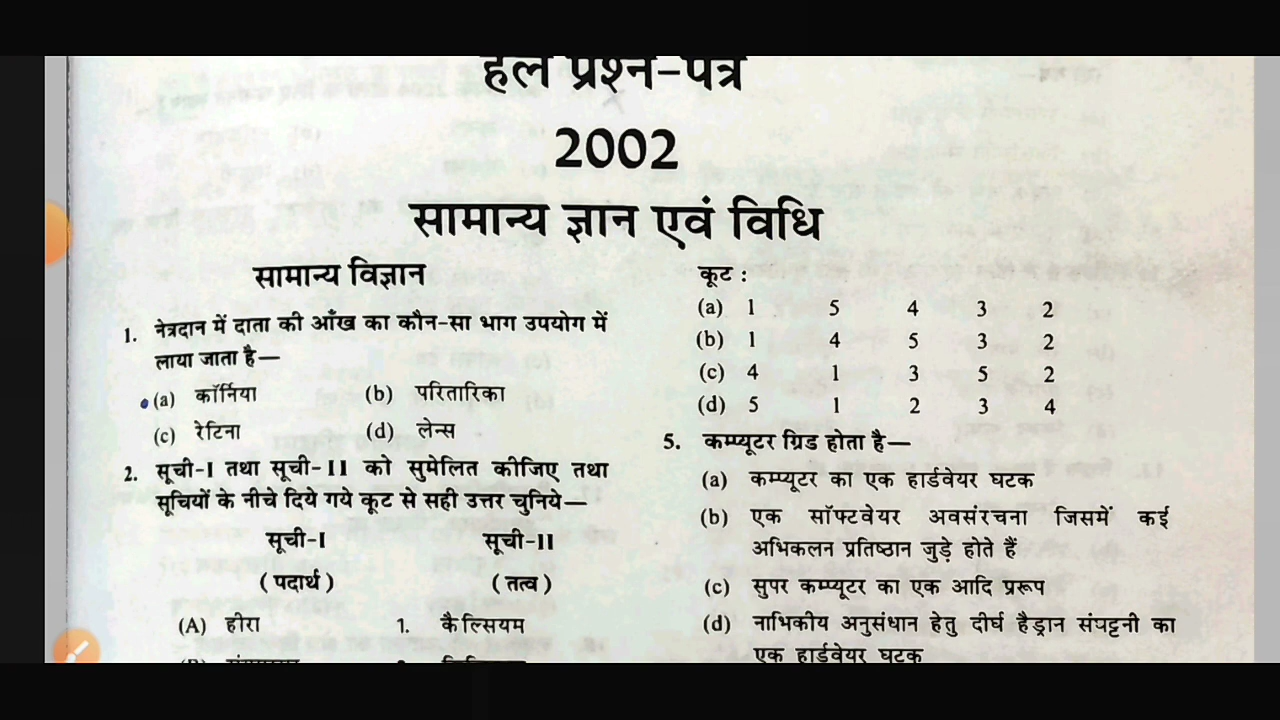 हल प्रश्न-पत्र
2002
सामान्य ज्ञान एवं विधि
सामान्य विज्ञान
1. नेत्रदान में दाता की आँख का कौन-सा भाग उपयोग में
लाया जाता है—
(a) कॉर्निया (b) परितारिका
(c) रेटिना (d) लेन्स
2. सूची-I तथा सूची-II को सुमेलित कीजिए तथा
सूचियों के नीचे दिये गये कूट से सही उत्तर चुनिये—
सूची-I सूची-II
(पदार्थ) (तत्व)
(A) हीरा 1. कैल्सियम
कूट :
(a) 1 5 4 3 2
(b) 1 4 5 3 2
(c) 4 1 3 5 2
(d) 5 1 2 3 4
5. कम्प्यूटर ग्रिड होता है—
(a) कम्प्यूटर का एक हार्डवेयर घटक
(b) एक सॉफ्टवेयर अवसंरचना जिसमें कई
अभिकलन प्रतिष्ठान जुड़े होते हैं
(c) सुपर कम्प्यूटर का एक आदि प्ररूप
(d) नाभिकीय अनुसंधान हेतु दीर्घ हैड्रान संघट्टनी का
एक हार्डवेयर घटक